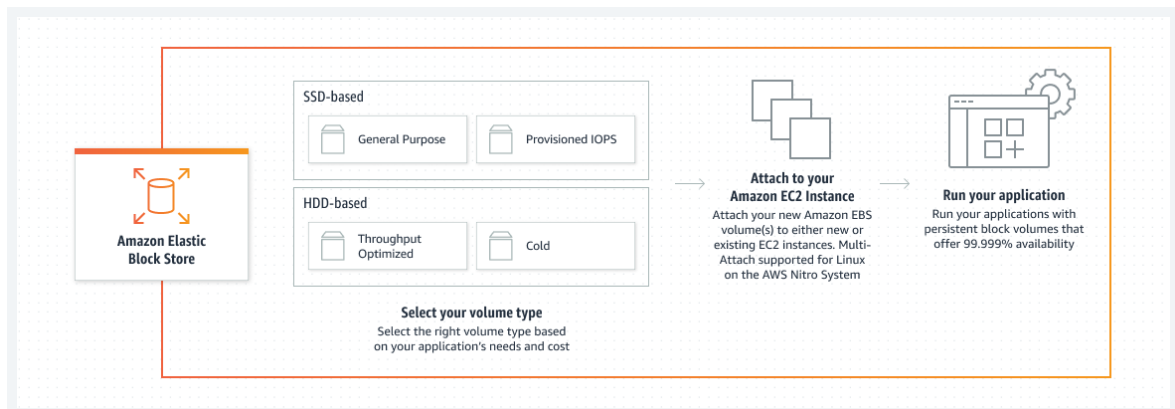 Amazon Elastic
Block Store
SSD-based
General Purpose
Provisioned IOPS
HDD-based
Throughput
Optimized
Cold
Select your volume type
Select the right volume type based
on your application's needs and cost
Attach to your
Amazon EC2 Instance
Attach your new Amazon EBS
volume(s) to either new or
existing EC2 instances. Multi-
Attach supported for Linux
on the AWS Nitro System
Run your application
Run your applications with
persistent block volumes that
offer 99.999% availability